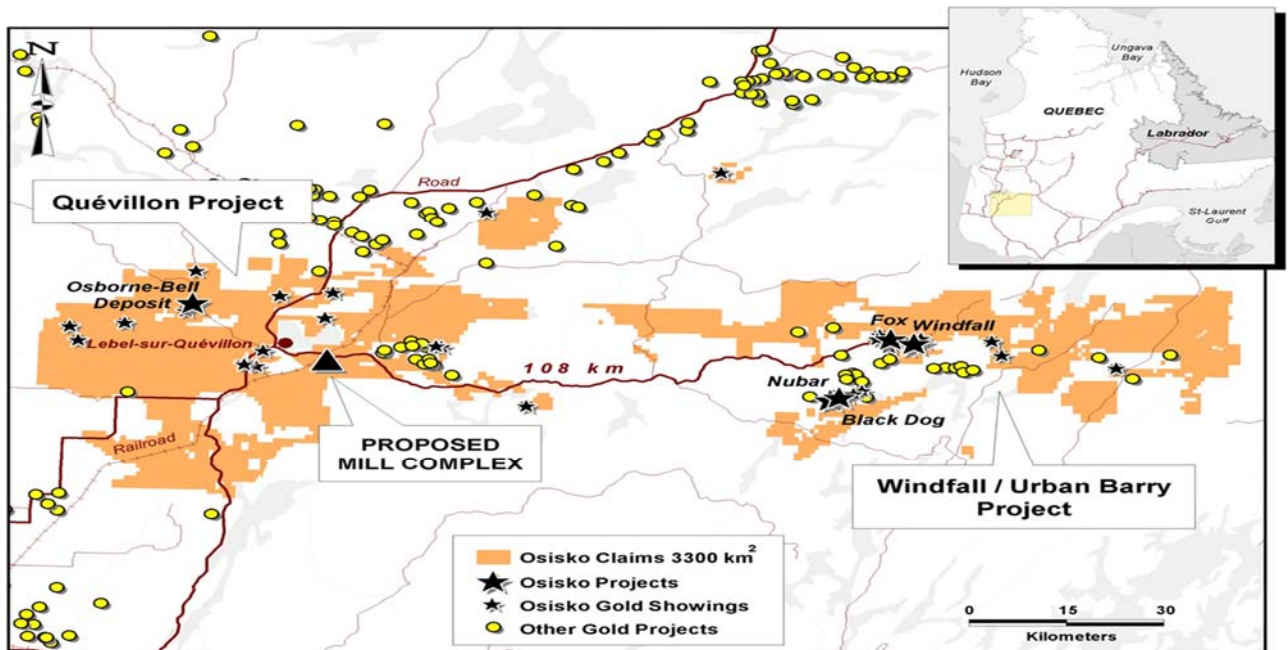 N
Hudson
Bay
Ungava
Bay
QUEBEC
Labrador
St-Laurent
Gulf
Road
Quévillon Project
Osborne-Bell
Deposit
Lebel-sur-Quévillon
Fox
Windfall
108 km
Nubar
Black Dog
Railroad
PROPOSED
MILL COMPLEX
Windfall / Urban Barry
Project
Osisko Claims 3300 km²
Osisko Projects
Osisko Gold Showings
Other Gold Projects
0 15 30
Kilometers